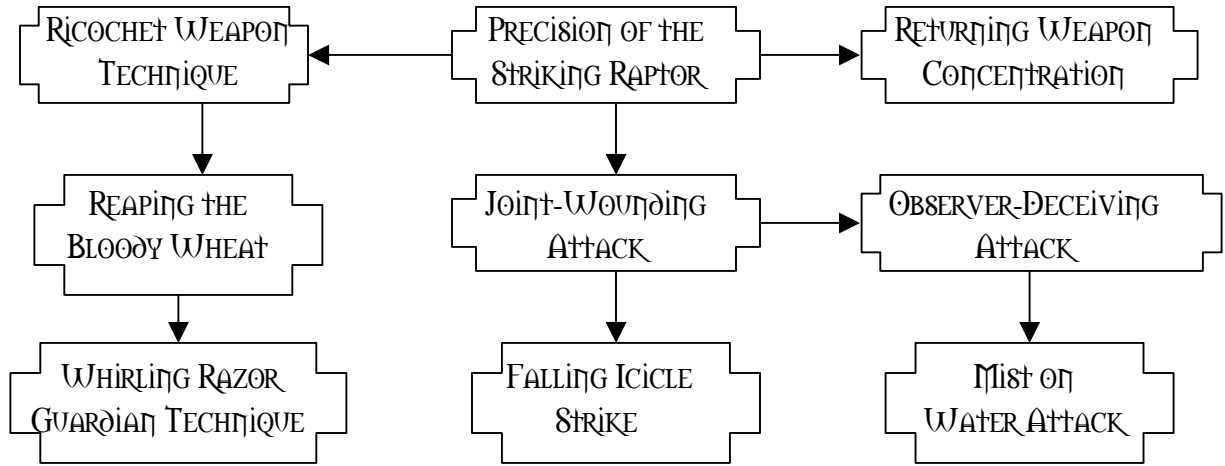 Ricochet Weapon
Technique
Precision of the
Striking Raptor
Returning Weapon
Concentration
Reaping the
Bloody Wheat
Joint-Wounding
Attack
Observer-Deceiving
Attack
Whirling Razor
Guardian Technique
Falling Icicle
Strike
Mist on
Water Attack